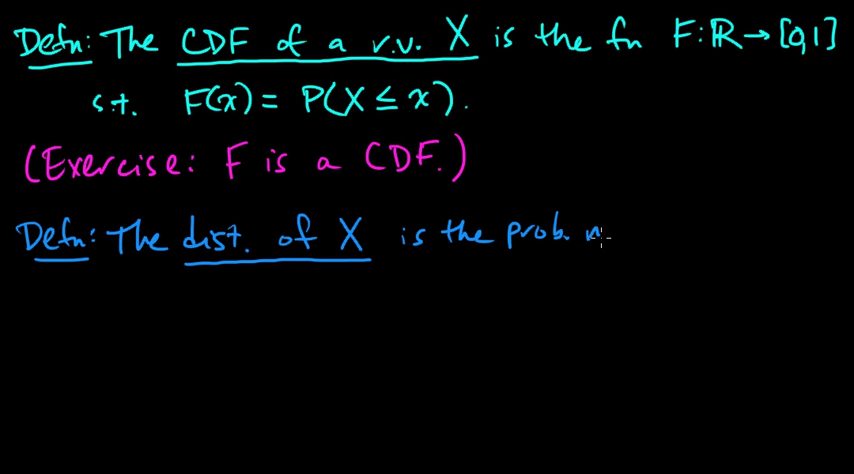 Defn: The CDF of a r.v. X is the fn F: ℝ → [0,1]
s.t. F(x) = P(X ≤ x).
(Exercise: F is a CDF.)
Defn: The dist. of X is the prob. m